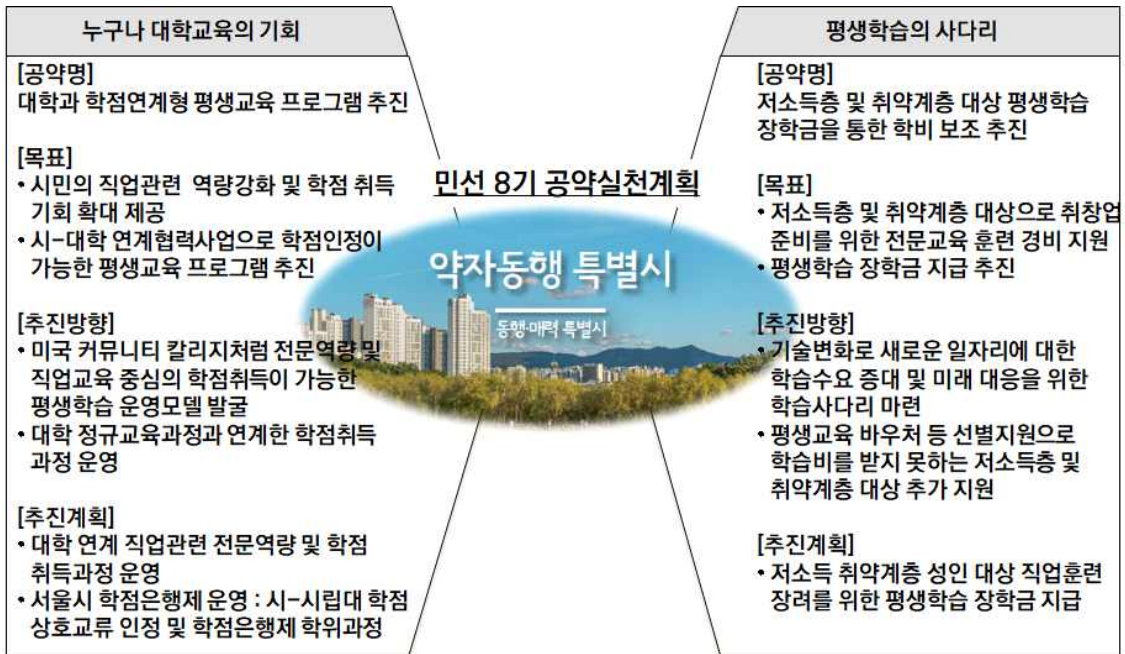 누구나 대학교육의 기회
[공약명]
대학과 학점연계형 평생교육 프로그램 추진
[목표]
• 시민의 직업관련 역량강화 및 학점 취득
기회 확대 제공
• 시-대학 연계협력사업으로 학점인정이
가능한 평생교육 프로그램 추진
[추진방향]
• 미국 커뮤니티 칼리지처럼 전문역량 및
직업교육 중심의 학점취득이 가능한
평생학습 운영모델 발굴
• 대학 정규교육과정과 연계한 학점취득
과정 운영
[추진계획]
• 대학 연계 직업관련 전문역량 및 학점
취득과정 운영
• 서울시 학점은행제 운영 : 시-시립대 학점
상호교류 인정 및 학점은행제 학위과정
민선 8기 공약실천계획
약자동행 특별시
동행·매력 특별시
평생학습의 사다리
[공약명]
저소득층 및 취약계층 대상 평생학습
장학금을 통한 학비 보조 추진
[목표]
• 저소득층 및 취약계층 대상으로 취창업
준비를 위한 전문교육 훈련 경비 지원
• 평생학습 장학금 지급 추진
[추진방향]
• 기술변화로 새로운 일자리에 대한
학습수요 증대 및 미래 대응을 위한
학습사다리 마련
• 평생교육 바우처 등 선별지원으로
학습비를 받지 못하는 저소득층 및
취약계층 대상 추가 지원
[추진계획]
• 저소득 취약계층 성인 대상 직업훈련
장려를 위한 평생학습 장학금 지급